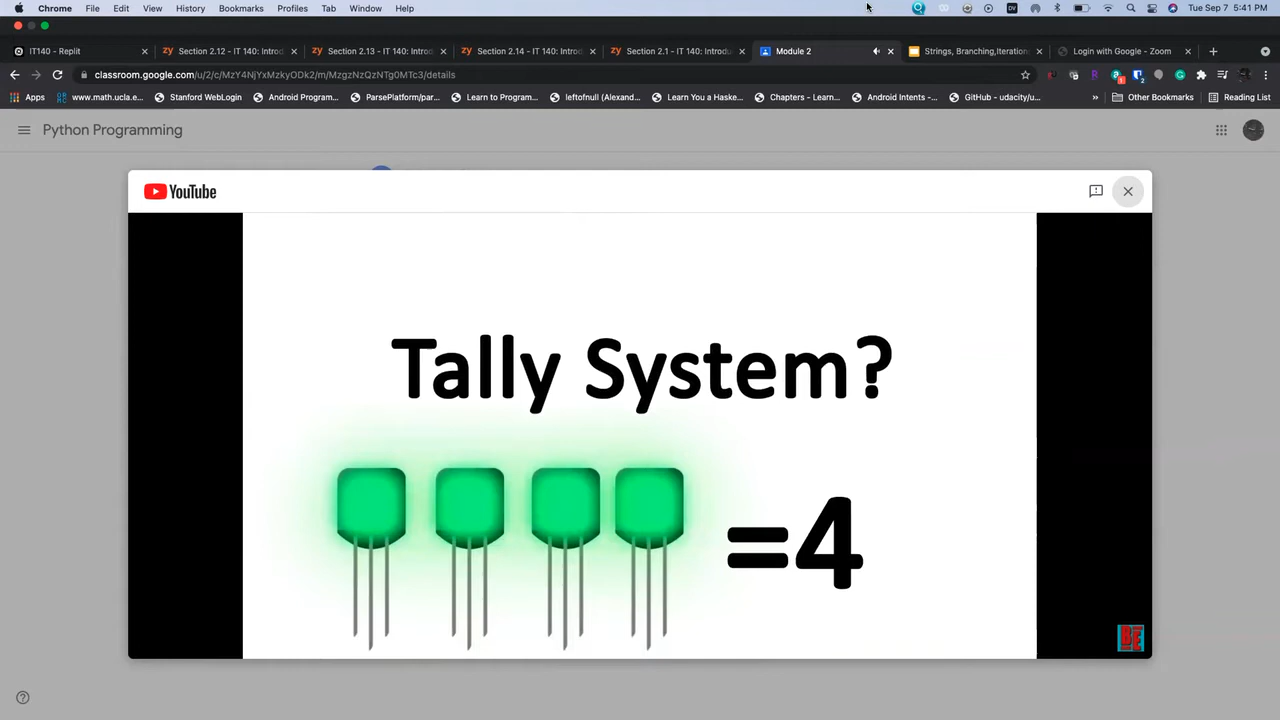 Chrome File Edit View History Bookmarks Profiles Tab Window Help Tue Sep 7 5:41 PM
IT140 - Replit Section 2.12 - IT 140: Introd Section 2.13 - IT 140: Introd Section 2.14 - IT 140: Introd Section 2.1 - IT 140: Introdu Module 2 Strings, Branching,Iteration Login with Google - Zoom
classroom.google.com/u/2/c/MzY4NjYxMzkyODk2/m/MzgzNzQzNTg0MTc3/details
Apps www.math.ucla.e... Stanford WebLogin Android Program... ParsePlatform/par... Learn to Program... leftofnull (Alexand... Learn You a Haske... Chapters - Learn... Android Intents -... GitHub - udacity/u... » Other Bookmarks Reading List
Python Programming
YouTube
Tally System?
=4
BE